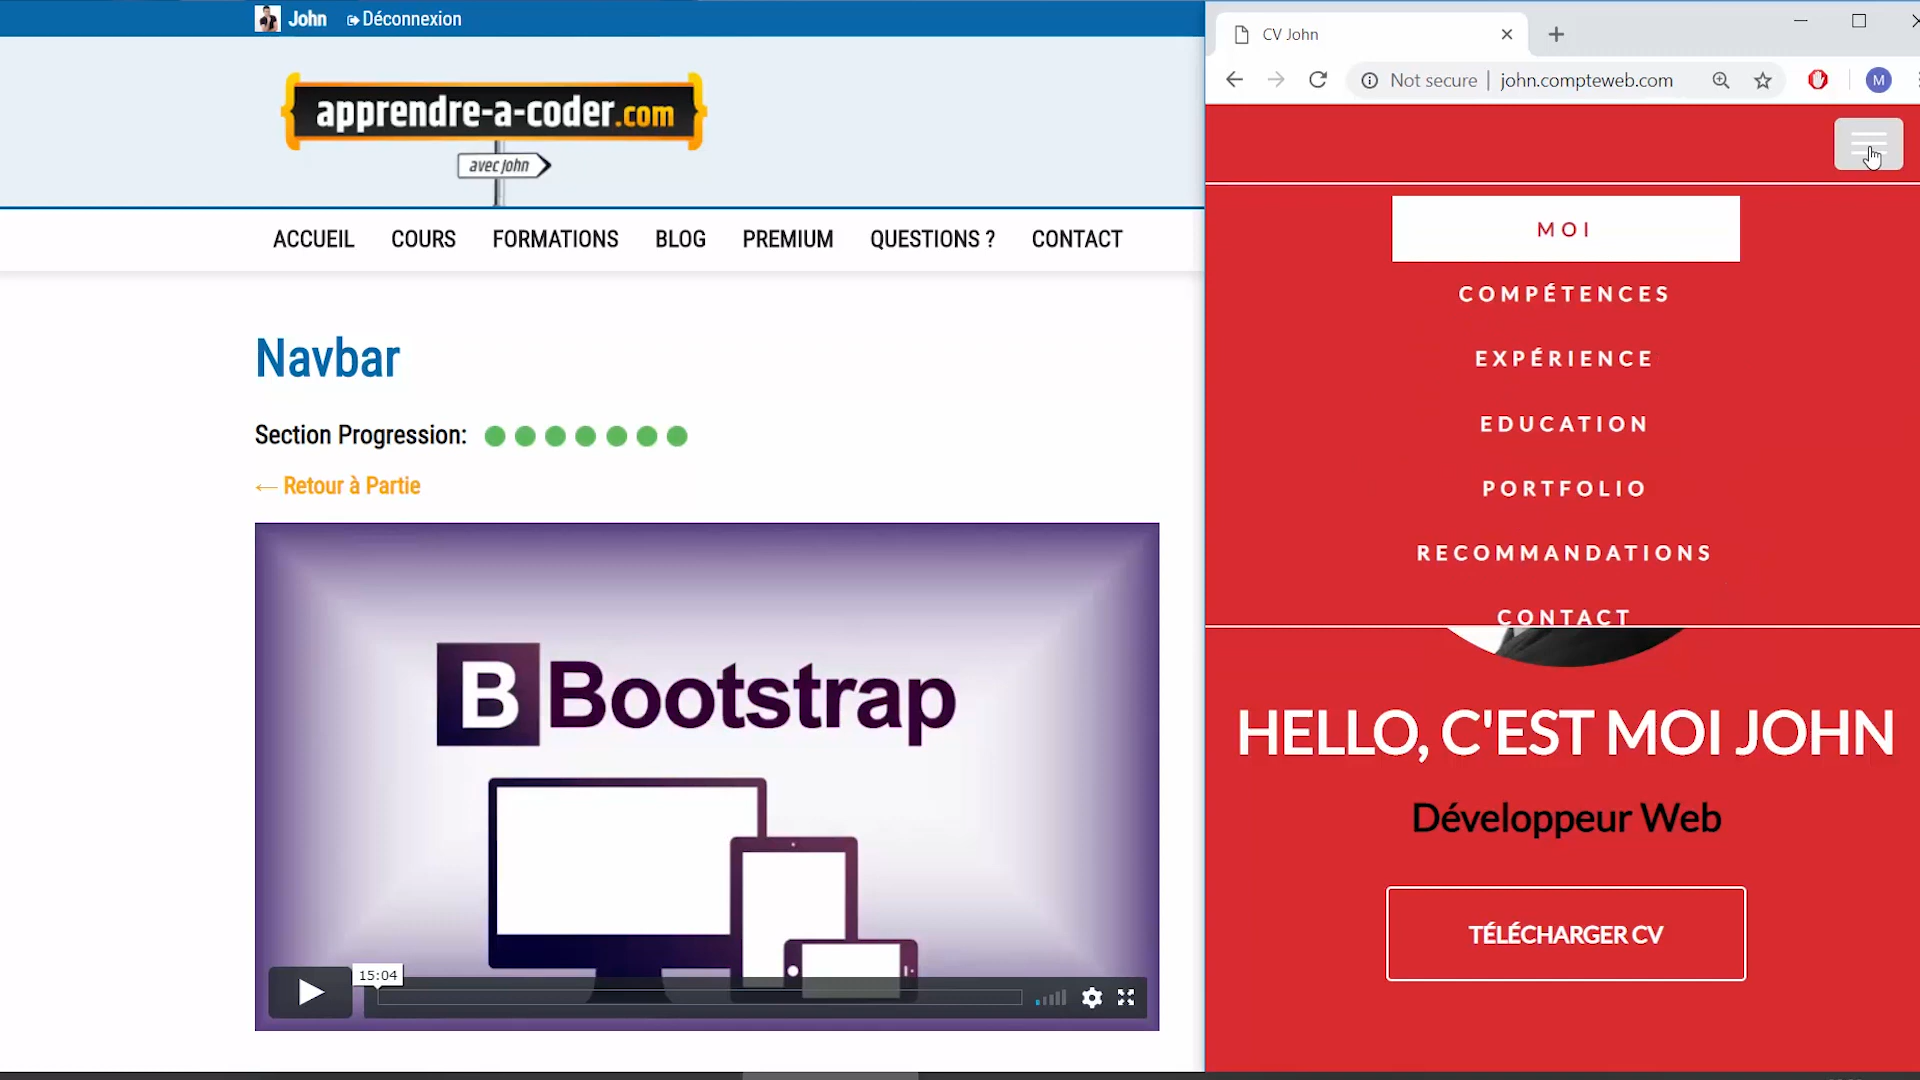 John Déconnexion
apprendre-a-coder.com
avec John
ACCUEIL COURS FORMATIONS BLOG PREMIUM QUESTIONS ? CONTACT
Navbar
Section Progression:
← Retour à Partie
B Bootstrap
15:04
CV John
Not secure | john.compteweb.com
M
MOI
COMPÉTENCES
EXPÉRIENCE
EDUCATION
PORTFOLIO
RECOMMANDATIONS
CONTACT
HELLO, C'EST MOI JOHN
Développeur Web
TÉLÉCHARGER CV